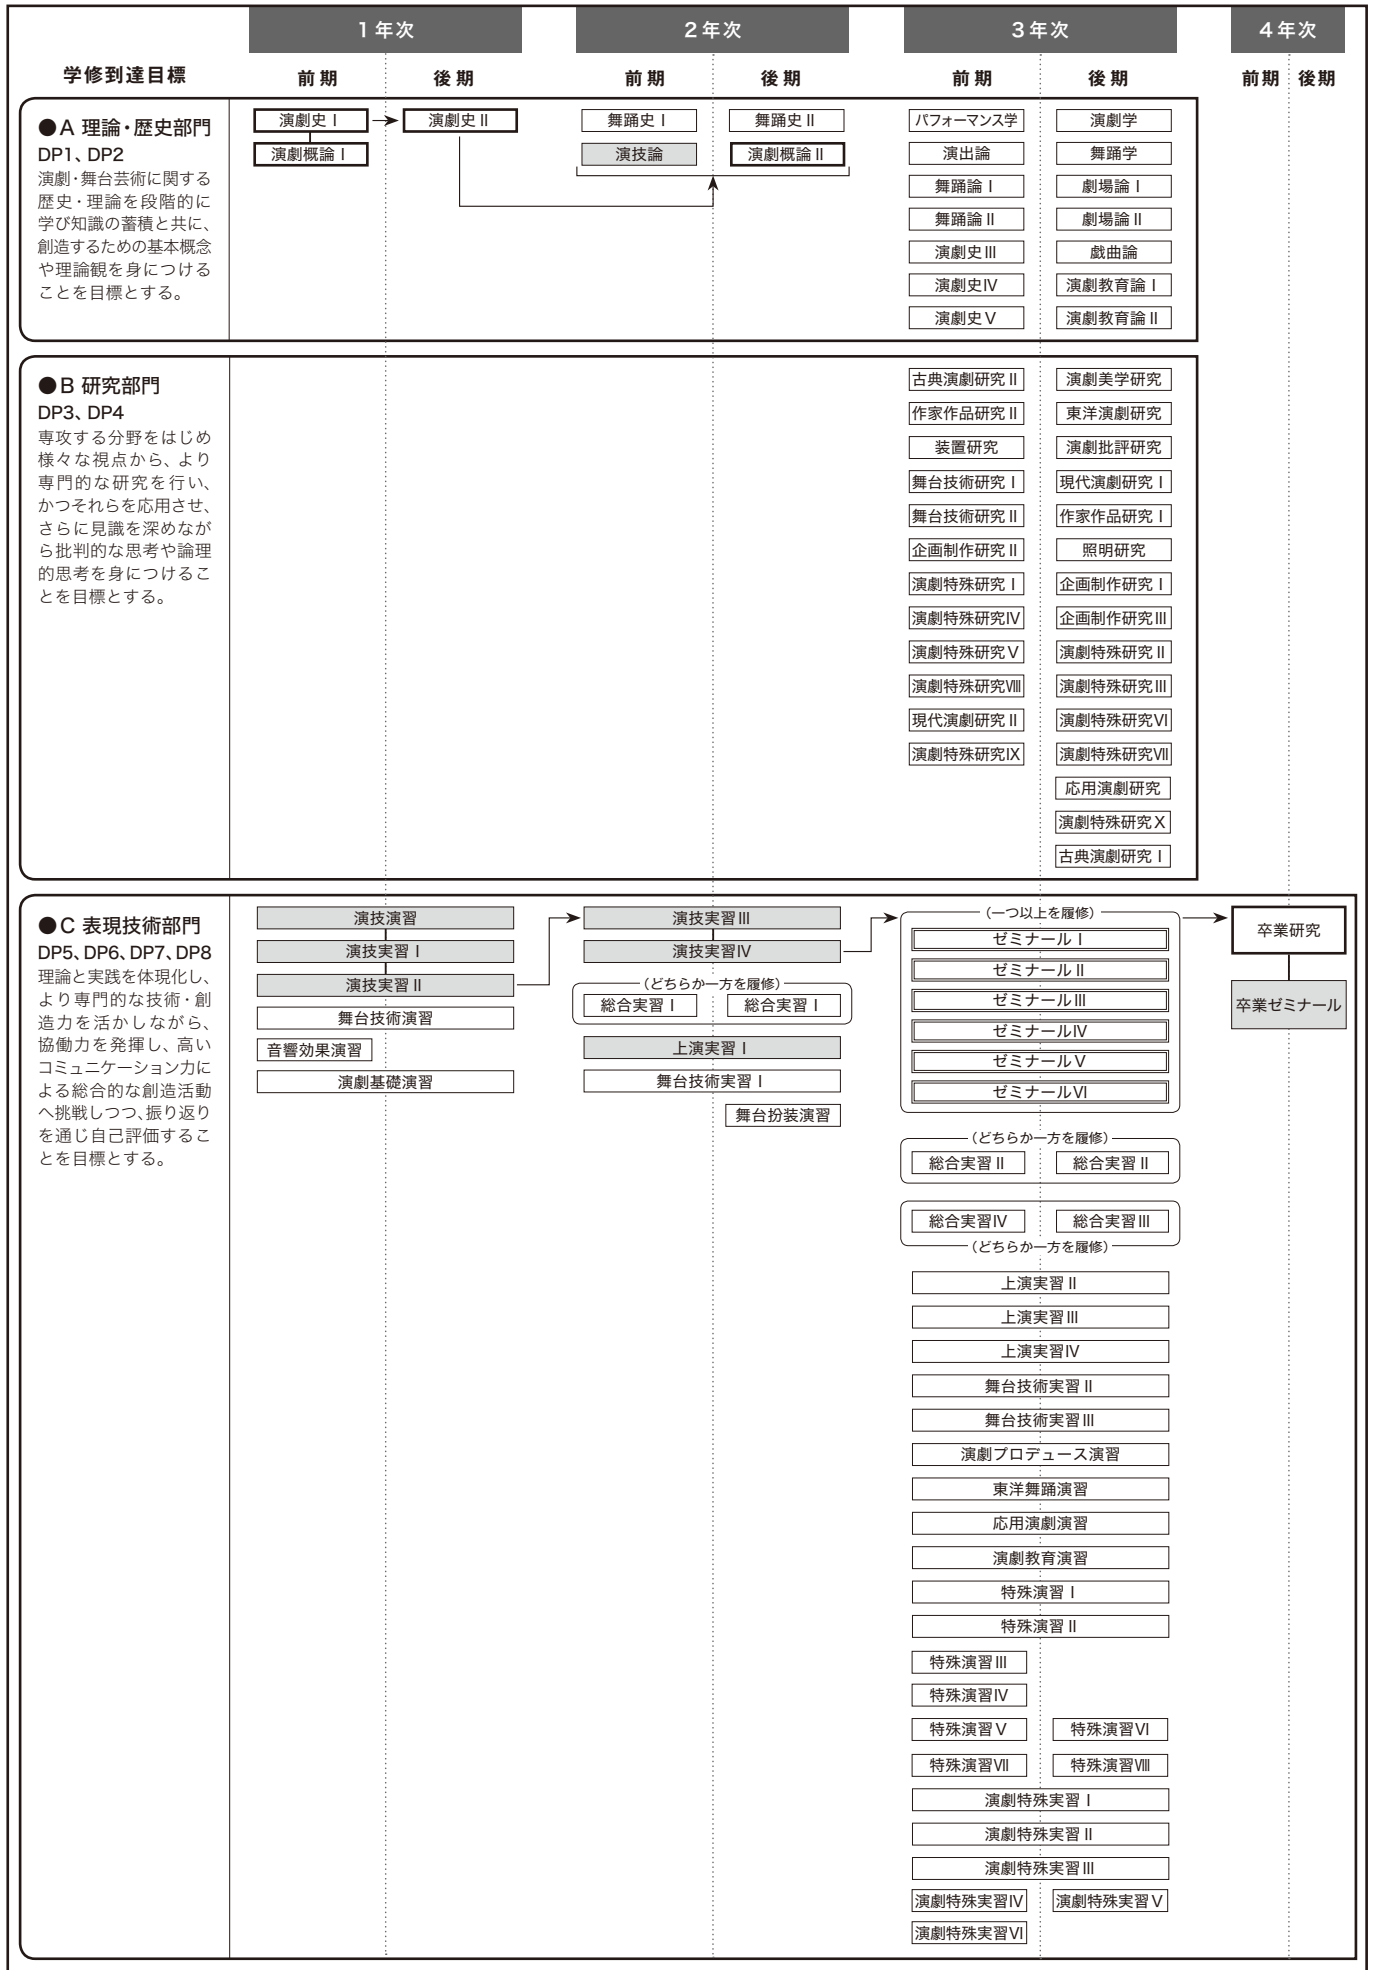 1年次
2年次
3年次
4年次
学修到達目標
前期
後期
前期
後期
前期
後期
前期
後期
●A 理論・歴史部門
DP1、DP2
演劇・舞台芸術に関する
歴史・理論を段階的に
学び知識の蓄積と共に、
創造するための基本概念
や理論観を身につける
ことを目標とする。
演劇史Ⅰ
演劇史Ⅱ
舞踊史Ⅰ
舞踊史Ⅱ
パフォーマンス学
演劇学
演劇概論Ⅰ
演技論
演劇概論Ⅱ
演出論
舞踊学
舞踊論Ⅰ
劇場論Ⅰ
舞踊論Ⅱ
劇場論Ⅱ
演劇史Ⅲ
戯曲論
演劇史Ⅳ
演劇教育論Ⅰ
演劇史Ⅴ
演劇教育論Ⅱ
●B 研究部門
DP3、DP4
専攻する分野をはじめ
様々な視点から、より
専門的な研究を行い、
かつそれらを応用させ、
さらに見識を深めなが
ら批判的な思考や論理
的思考を身につけるこ
とを目標とする。
古典演劇研究Ⅱ
演劇美学研究
作家作品研究Ⅱ
東洋演劇研究
装置研究
演劇批評研究
舞台技術研究Ⅰ
現代演劇研究Ⅰ
舞台技術研究Ⅱ
作家作品研究Ⅰ
企画制作研究Ⅱ
照明研究
演劇特殊研究Ⅰ
企画制作研究Ⅰ
演劇特殊研究Ⅳ
企画制作研究Ⅲ
演劇特殊研究Ⅴ
演劇特殊研究Ⅱ
演劇特殊研究Ⅷ
演劇特殊研究Ⅲ
現代演劇研究Ⅱ
演劇特殊研究Ⅵ
演劇特殊研究Ⅸ
演劇特殊研究Ⅶ
応用演劇研究
演劇特殊研究Ⅹ
古典演劇研究Ⅰ
●C 表現技術部門
DP5、DP6、DP7、DP8
理論と実践を体現化し、
より専門的な技術・創
造力を活かしながら、
協働力を発揮し、高い
コミュニケーション力に
よる総合的な創造活動
へ挑戦しつつ、振り返り
を通じ自己評価するこ
とを目標とする。
演技演習
演技実習Ⅰ
演技実習Ⅱ
舞台技術演習
音響効果演習
演劇基礎演習
演技実習Ⅲ
演技実習Ⅳ
(どちらか一方を履修)
総合実習Ⅰ
総合実習Ⅰ
上演実習Ⅰ
舞台技術実習Ⅰ
舞台扮装演習
(一つ以上を履修)
ゼミナールⅠ
ゼミナールⅡ
ゼミナールⅢ
ゼミナールⅣ
ゼミナールⅤ
ゼミナールⅥ
(どちらか一方を履修)
総合実習Ⅱ
総合実習Ⅱ
総合実習Ⅳ
総合実習Ⅲ
(どちらか一方を履修)
上演実習Ⅱ
上演実習Ⅲ
上演実習Ⅳ
舞台技術実習Ⅱ
舞台技術実習Ⅲ
演劇プロデュース演習
東洋舞踊演習
応用演劇演習
演劇教育演習
特殊演習Ⅰ
特殊演習Ⅱ
特殊演習Ⅲ
特殊演習Ⅳ
特殊演習Ⅴ
特殊演習Ⅵ
特殊演習Ⅶ
特殊演習Ⅷ
演劇特殊実習Ⅰ
演劇特殊実習Ⅱ
演劇特殊実習Ⅲ
演劇特殊実習Ⅳ
演劇特殊実習Ⅴ
演劇特殊実習Ⅵ
卒業研究
卒業ゼミナール